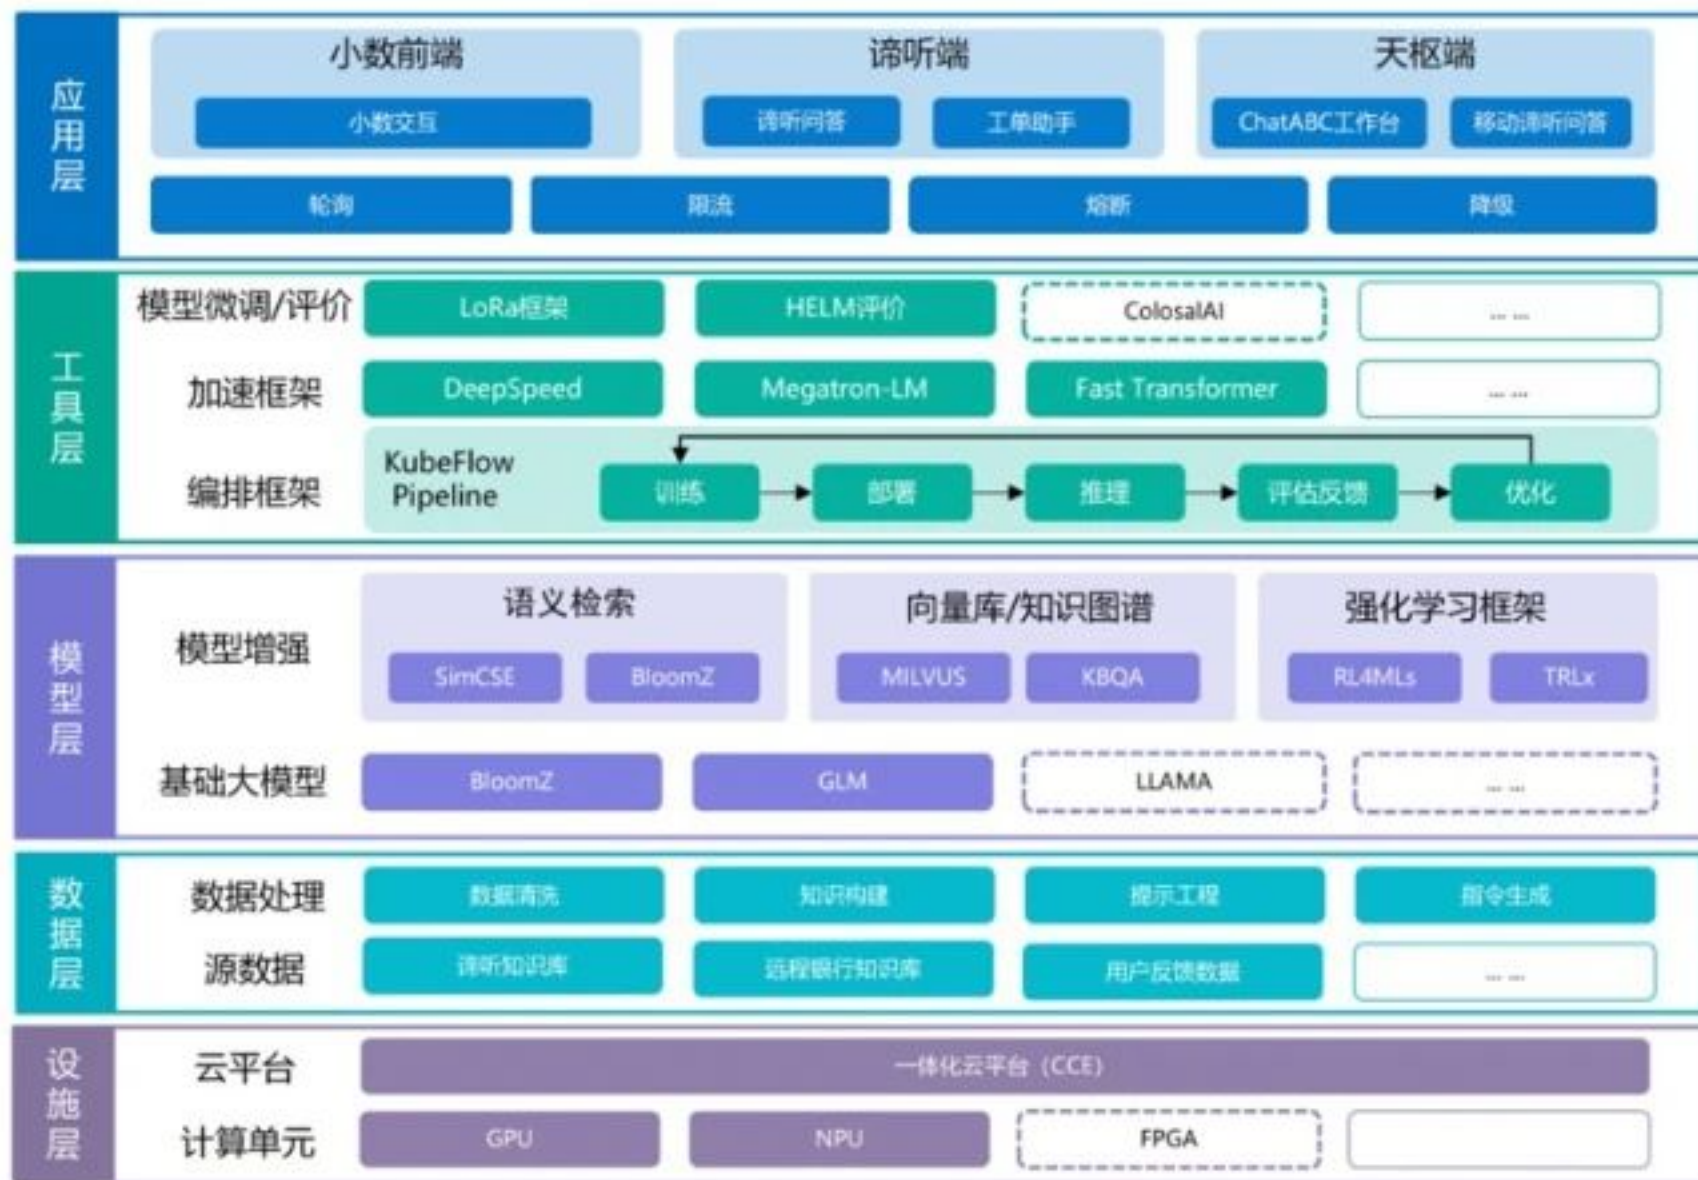 应用层
小数前端
谛听端
天枢端
小数交互
谛听问答
工单助手
ChatABC工作台
移动谛听问答
轮询
限流
熔断
降级
工具层
模型微调/评价
LoRa框架
HELM评价
ColosalAI
... ...
加速框架
DeepSpeed
Megatron-LM
Fast Transformer
... ...
编排框架
KubeFlow
Pipeline
训练
部署
推理
评估反馈
优化
模型层
模型增强
语义检索
向量库/知识图谱
强化学习框架
SimCSE
BloomZ
MILVUS
KBQA
RL4MLs
TRLx
基础大模型
BloomZ
GLM
LLAMA
... ...
数据层
数据处理
数据清洗
知识构建
提示工程
指令生成
源数据
谛听知识库
远程银行知识库
用户反馈数据
... ...
设施层
云平台
一体化云平台 (CCE)
计算单元
GPU
NPU
FPGA